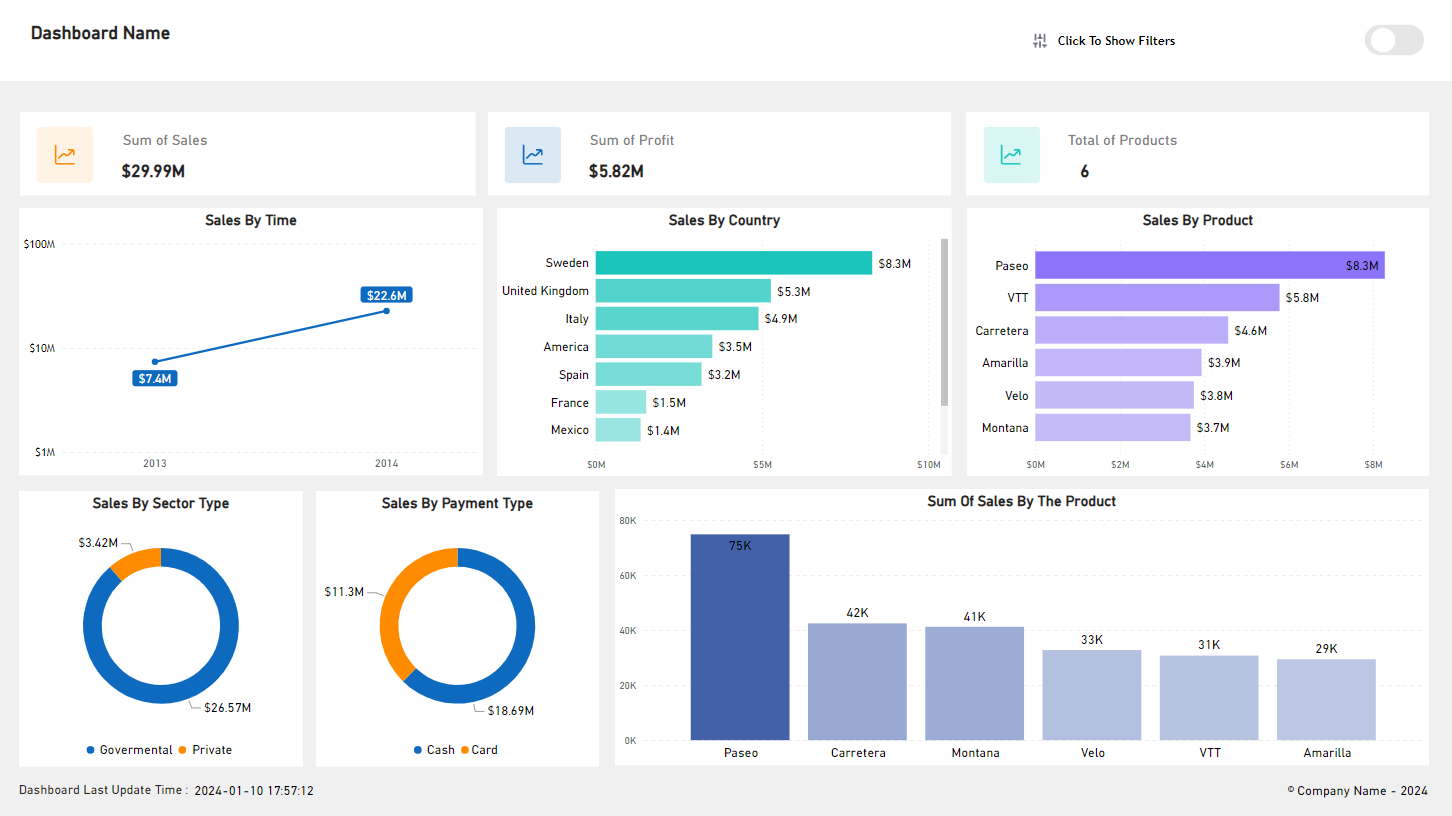 Dashboard Name
Click To Show Filters
Sum of Sales
$29.99M
Sum of Profit
$5.82M
Total of Products
6
Sales By Time
$100M
$10M
$1M
$22.6M
$7.4M
2013
2014
Sales By Country
Sweden
$8.3M
United Kingdom
$5.3M
Italy
$4.9M
America
$3.5M
Spain
$3.2M
France
$1.5M
Mexico
$1.4M
$0M
$5M
$10M
Sales By Product
Paseo
$8.3M
VTT
$5.8M
Carretera
$4.6M
Amarilla
$3.9M
Velo
$3.8M
Montana
$3.7M
$0M
$2M
$4M
$6M
$8M
Sales By Sector Type
$3.42M
$26.57M
Govermental
Private
Sales By Payment Type
$11.3M
$18.69M
Cash
Card
Sum Of Sales By The Product
80K
60K
40K
20K
0K
75K
42K
41K
33K
31K
29K
Paseo
Carretera
Montana
Velo
VTT
Amarilla
Dashboard Last Update Time : 2024-01-10 17:57:12
© Company Name - 2024